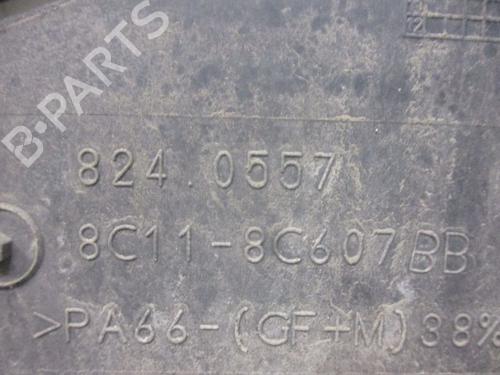 B-PARTS
824.0557
8C11-8C607BB
>PA66-(GF+M)38%